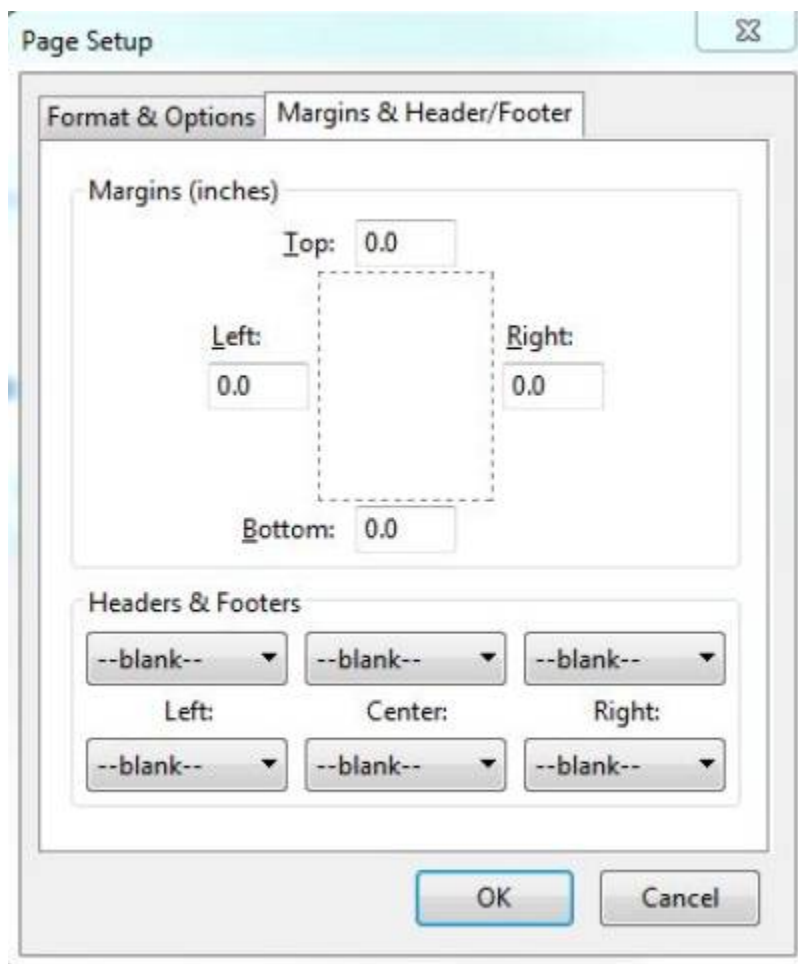 Page Setup
Format & Options Margins & Header/Footer
Margins (inches)
Top: 0.0
Left: Right:
0.0 0.0
Bottom: 0.0
Headers & Footers
--blank-- --blank-- --blank--
Left: Center: Right:
--blank-- --blank-- --blank--
OK Cancel